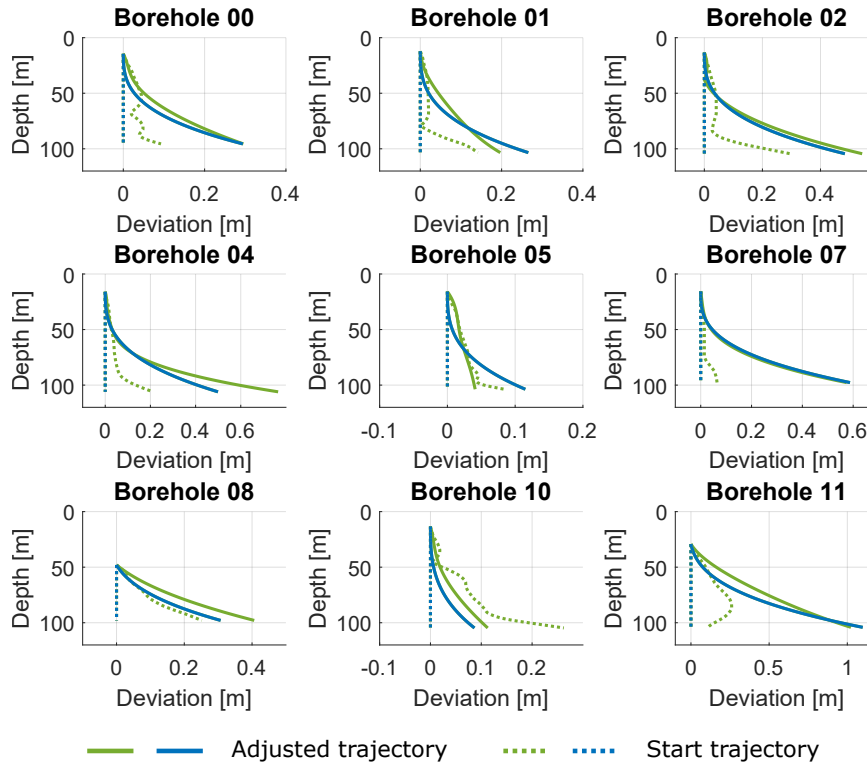 Borehole 00 Borehole 01 Borehole 02
Depth [m] 0 50 100 Depth [m] 0 50 100 Depth [m] 0 50 100
0 0.2 0.4 0 0.2 0.4 0 0.2 0.4
Deviation [m] Deviation [m] Deviation [m]
Borehole 04 Borehole 05 Borehole 07
Depth [m] 0 50 100 Depth [m] 0 50 100 Depth [m] 0 50 100
0 0.2 0.4 0.6 -0.1 0 0.1 0.2 0 0.2 0.4 0.6
Deviation [m] Deviation [m] Deviation [m]
Borehole 08 Borehole 10 Borehole 11
Depth [m] 0 50 100 Depth [m] 0 50 100 Depth [m] 0 50 100
0 0.2 0.4 -0.1 0 0.1 0.2 0 0.5 1
Deviation [m] Deviation [m] Deviation [m]
Adjusted trajectory Start trajectory